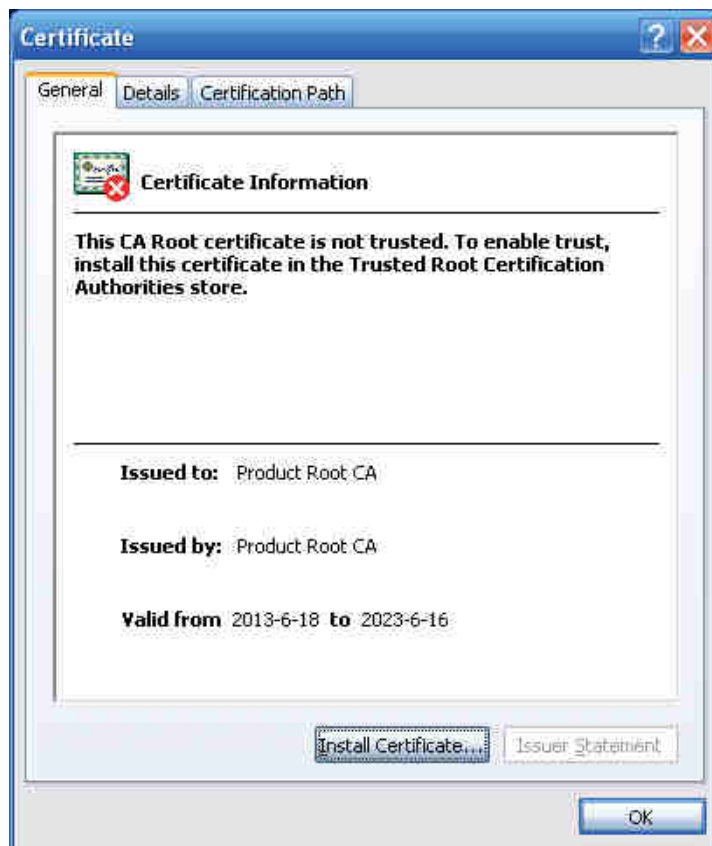 Certificate
General Details Certification Path
Certificate Information
This CA Root certificate is not trusted. To enable trust,
install this certificate in the Trusted Root Certification
Authorities store.
Issued to: Product Root CA
Issued by: Product Root CA
Valid from 2013-6-18 to 2023-6-16
Install Certificate... Issuer Statement
OK